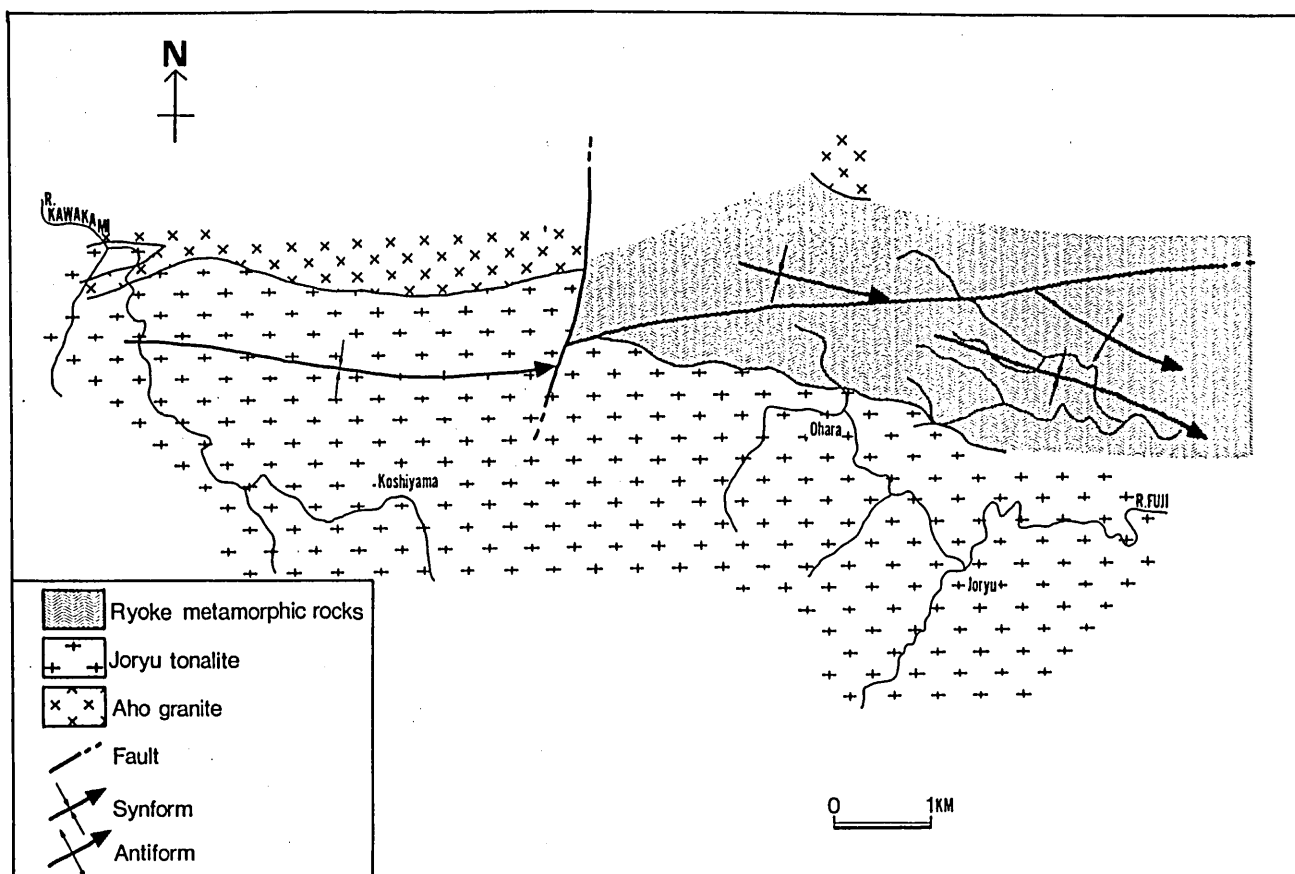 N
R.
KAWAKAMI
Ohara
Koshiyama
R.FUJI
Joryu
Ryoke metamorphic rocks
Joryu tonalite
Aho granite
Fault
Synform
Antiform
0 1KM